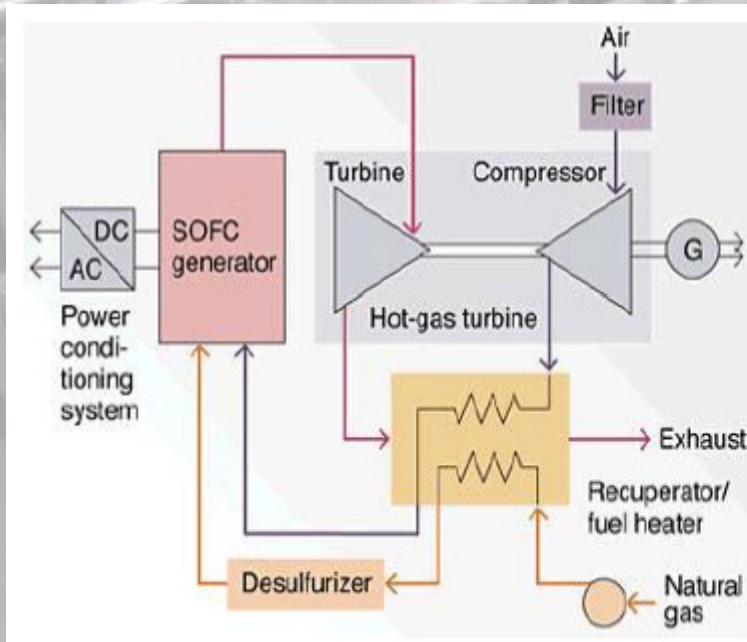 Air
Filter
Turbine
Compressor
DC
AC
SOFC
generator
G
Power
condi-
tioning
system
Hot-gas turbine
Exhaust
Recuperator/
fuel heater
Desulfurizer
Natural
gas